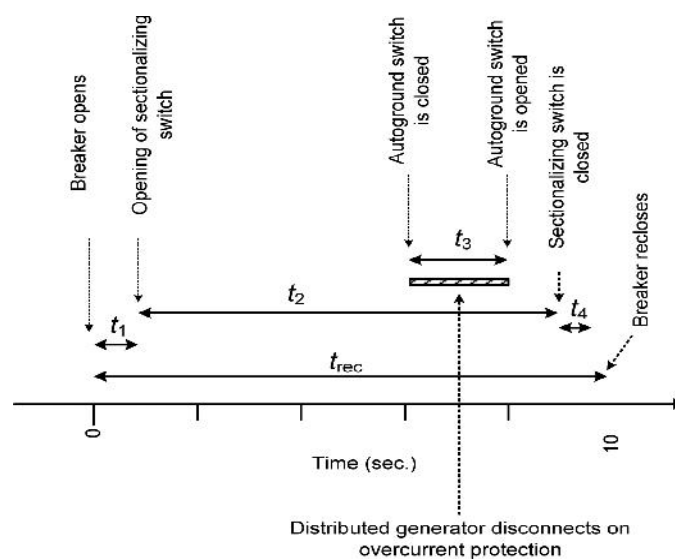 Breaker opens
Opening of sectionalizing
switch
Autoground switch
is closed
Autoground switch
is opened
Sectionalizing switch is
closed
Breaker recloses
t3
t2
t4
t1
trec
0
10
Time (sec.)
Distributed generator disconnects on
overcurrent protection